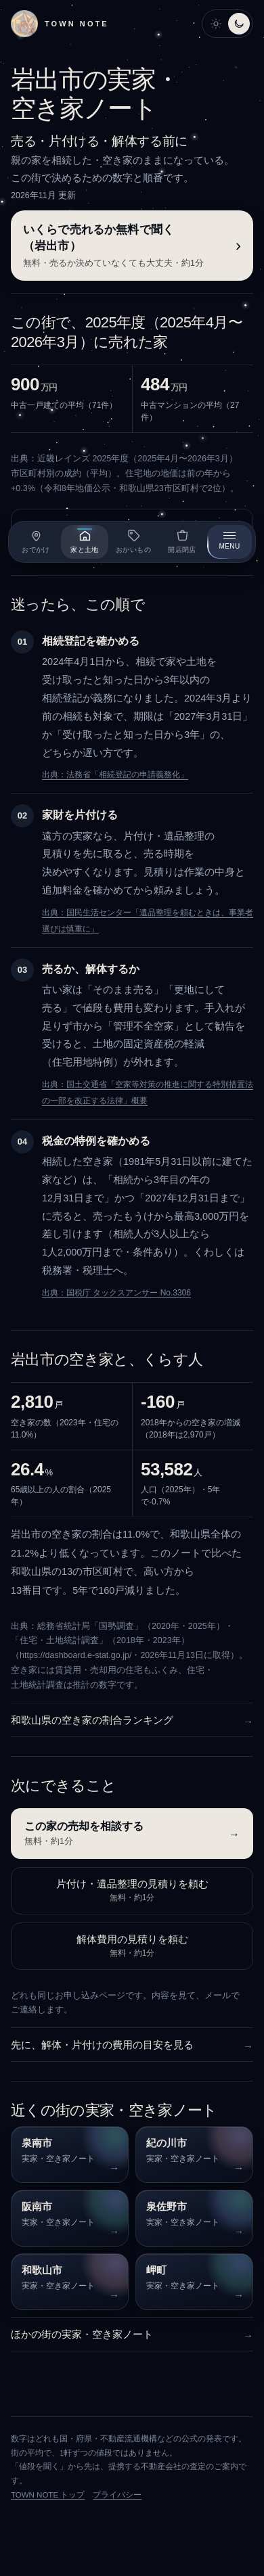 TOWN NOTE
岩出市の実家・
空き家ノート
売る・片付ける・解体する前に
親の家を相続した・空き家のままになっている。
この街で決めるための数字と順番です。
2026年11月 更新
いくらで売れるか無料で聞く
（岩出市）
無料・売るか決めていなくても大丈夫・約1分
›
この街で、2025年度（2025年4月〜
2026年3月）に売れた家
900万円
中古一戸建ての平均（71件）
484万円
中古マンションの平均（27
件）
出典：近畿レインズ 2025年度（2025年4月〜2026年3月）
市区町村別の成約（平均）。住宅地の地価は前の年から
+0.3%（令和8年地価公示・和歌山県23市区町村で2位）。
おでかけ
家と土地
おかいもの
開店閉店
MENU
迷ったら、この順で
01
相続登記を確かめる
2024年4月1日から、相続で家や土地を
受け取ったと知った日から3年以内の
相続登記が義務になりました。2024年3月より
前の相続も対象で、期限は「2027年3月31日」
か「受け取ったと知った日から3年」の、
どちらか遅い方です。
出典：法務省「相続登記の申請義務化」
02
家財を片付ける
遠方の実家なら、片付け・遺品整理の
見積りを先に取ると、売る時期を
決めやすくなります。見積りは作業の中身と
追加料金を確かめてから頼みましょう。
出典：国民生活センター「遺品整理を頼むときは、事業者
選びは慎重に」
03
売るか、解体するか
古い家は「そのまま売る」「更地にして
売る」で値段も費用も変わります。手入れが
足りず市から「管理不全空家」として勧告を
受けると、土地の固定資産税の軽減
（住宅用地特例）が外れます。
出典：国土交通省「空家等対策の推進に関する特別措置法
の一部を改正する法律」概要
04
税金の特例を確かめる
相続した空き家（1981年5月31日以前に建てた
家など）は、「相続から3年目の年の
12月31日まで」かつ「2027年12月31日まで」
に売ると、売ったもうけから最高3,000万円を
差し引けます（相続人が3人以上なら
1人2,000万円まで・条件あり）。くわしくは
税務署・税理士へ。
出典：国税庁 タックスアンサー No.3306
岩出市の空き家と、くらす人
2,810戸
空き家の数（2023年・住宅の
11.0%）
-160戸
2018年からの空き家の増減
（2018年は2,970戸）
26.4%
65歳以上の人の割合（2025
年）
53,582人
人口（2025年）・5年
で-0.7%
岩出市の空き家の割合は11.0%で、和歌山県全体の
21.2%より低くなっています。このノートで比べた
和歌山県の13の市区町村で、高い方から
13番目です。5年で160戸減りました。
出典：総務省統計局「国勢調査」（2020年・2025年）・
「住宅・土地統計調査」（2018年・2023年）
（https://dashboard.e-stat.go.jp/・2026年11月13日に取得）。
空き家には賃貸用・売却用の住宅もふくみ、住宅・
土地統計調査は推計の数字です。
和歌山県の空き家の割合ランキング
→
次にできること
この家の売却を相談する
無料・約1分
→
片付け・遺品整理の見積りを頼む
無料・約1分
解体費用の見積りを頼む
無料・約1分
どれも同じお申し込みページです。内容を見て、メールで
ご連絡します。
先に、解体・片付けの費用の目安を見る
→
近くの街の実家・空き家ノート
泉南市
実家・空き家ノート
→
紀の川市
実家・空き家ノート
→
阪南市
実家・空き家ノート
→
泉佐野市
実家・空き家ノート
→
和歌山市
実家・空き家ノート
→
岬町
実家・空き家ノート
→
ほかの街の実家・空き家ノート
→
数字はどれも国・府県・不動産流通機構などの公式の発表です。
街の平均で、1軒ずつの値段ではありません。
「値段を聞く」から先は、提携する不動産会社の査定のご案内で
す。
TOWN NOTE トップ プライバシー